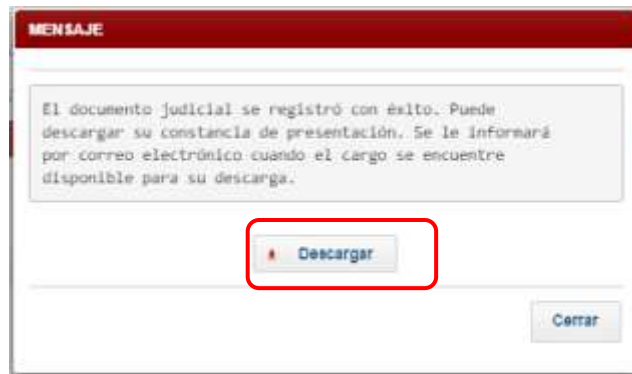 MENSAJE
El documento judicial se registró con éxito. Puede
descargar su constancia de presentación. Se le informará
por correo electrónico cuando el cargo se encuentre
disponible para su descarga.
Descargar
Cerrar